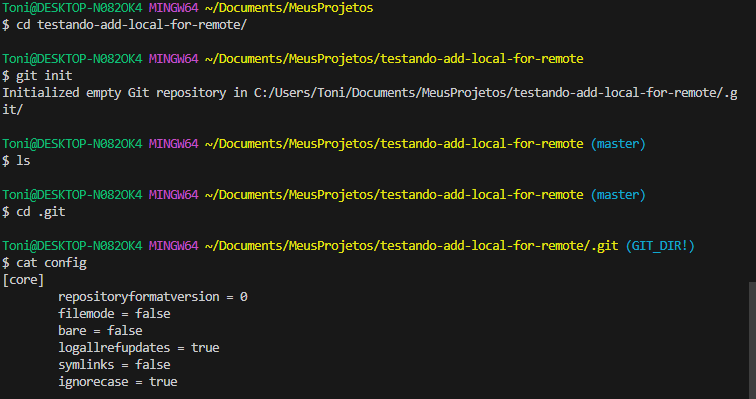 Toni@DESKTOP-N082OK4 MINGW64 ~/Documents/MeusProjetos
$ cd testando-add-local-for-remote/
Toni@DESKTOP-N082OK4 MINGW64 ~/Documents/MeusProjetos/testando-add-local-for-remote
$ git init
Initialized empty Git repository in C:/Users/Toni/Documents/MeusProjetos/testando-add-local-for-remote/.g
it/
Toni@DESKTOP-N082OK4 MINGW64 ~/Documents/MeusProjetos/testando-add-local-for-remote (master)
$ ls
Toni@DESKTOP-N082OK4 MINGW64 ~/Documents/MeusProjetos/testando-add-local-for-remote (master)
$ cd .git
Toni@DESKTOP-N082OK4 MINGW64 ~/Documents/MeusProjetos/testando-add-local-for-remote/.git (GIT_DIR!)
$ cat config
[core]
repositoryformatversion = 0
filemode = false
bare = false
logallrefupdates = true
symlinks = false
ignorecase = true